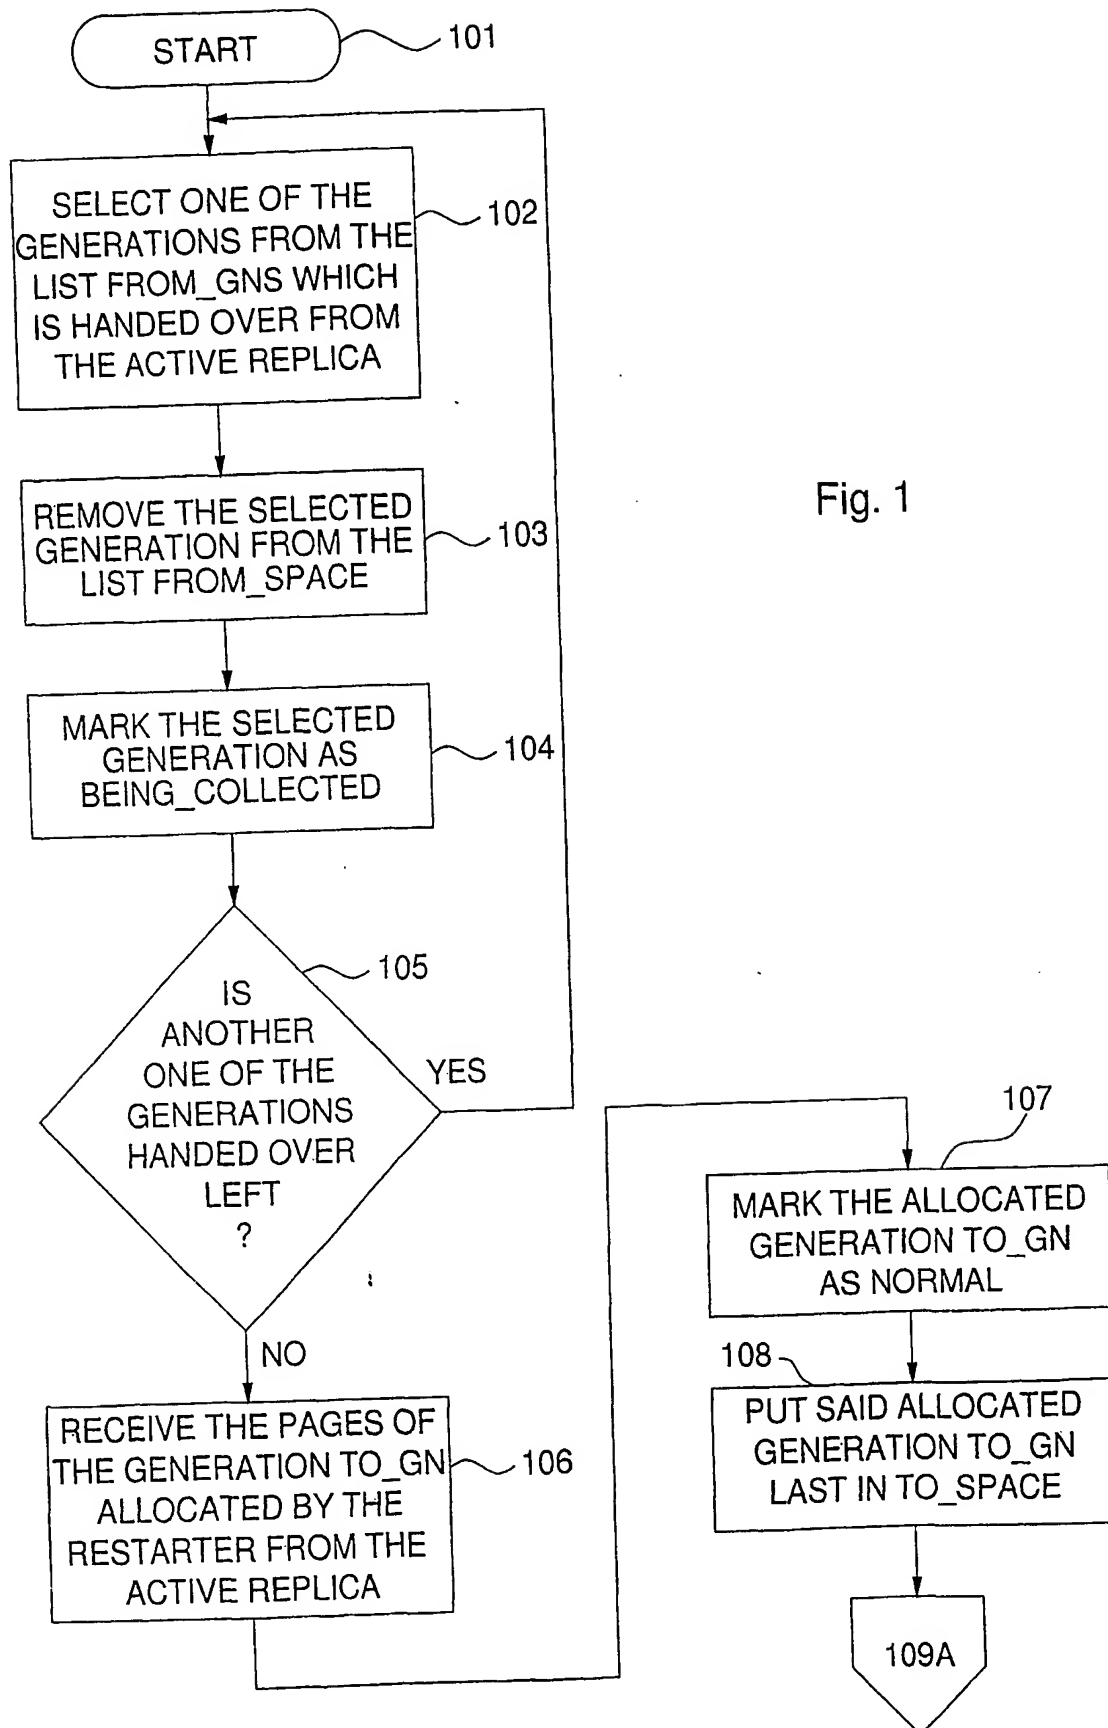 START
101
SELECT ONE OF THE
GENERATIONS FROM THE
LIST FROM_GNS WHICH
IS HANDED OVER FROM
THE ACTIVE REPLICA
102
REMOVE THE SELECTED
GENERATION FROM THE
LIST FROM_SPACE
103
Fig. 1
MARK THE SELECTED
GENERATION AS
BEING_COLLECTED
104
IS
ANOTHER
ONE OF THE
GENERATIONS
HANDED OVER
LEFT
?
105
YES
NO
RECEIVE THE PAGES OF
THE GENERATION TO_GN
ALLOCATED BY THE
RESTARTER FROM THE
ACTIVE REPLICA
106
107
MARK THE ALLOCATED
GENERATION TO_GN
AS NORMAL
108
PUT SAID ALLOCATED
GENERATION TO_GN
LAST IN TO_SPACE
109A